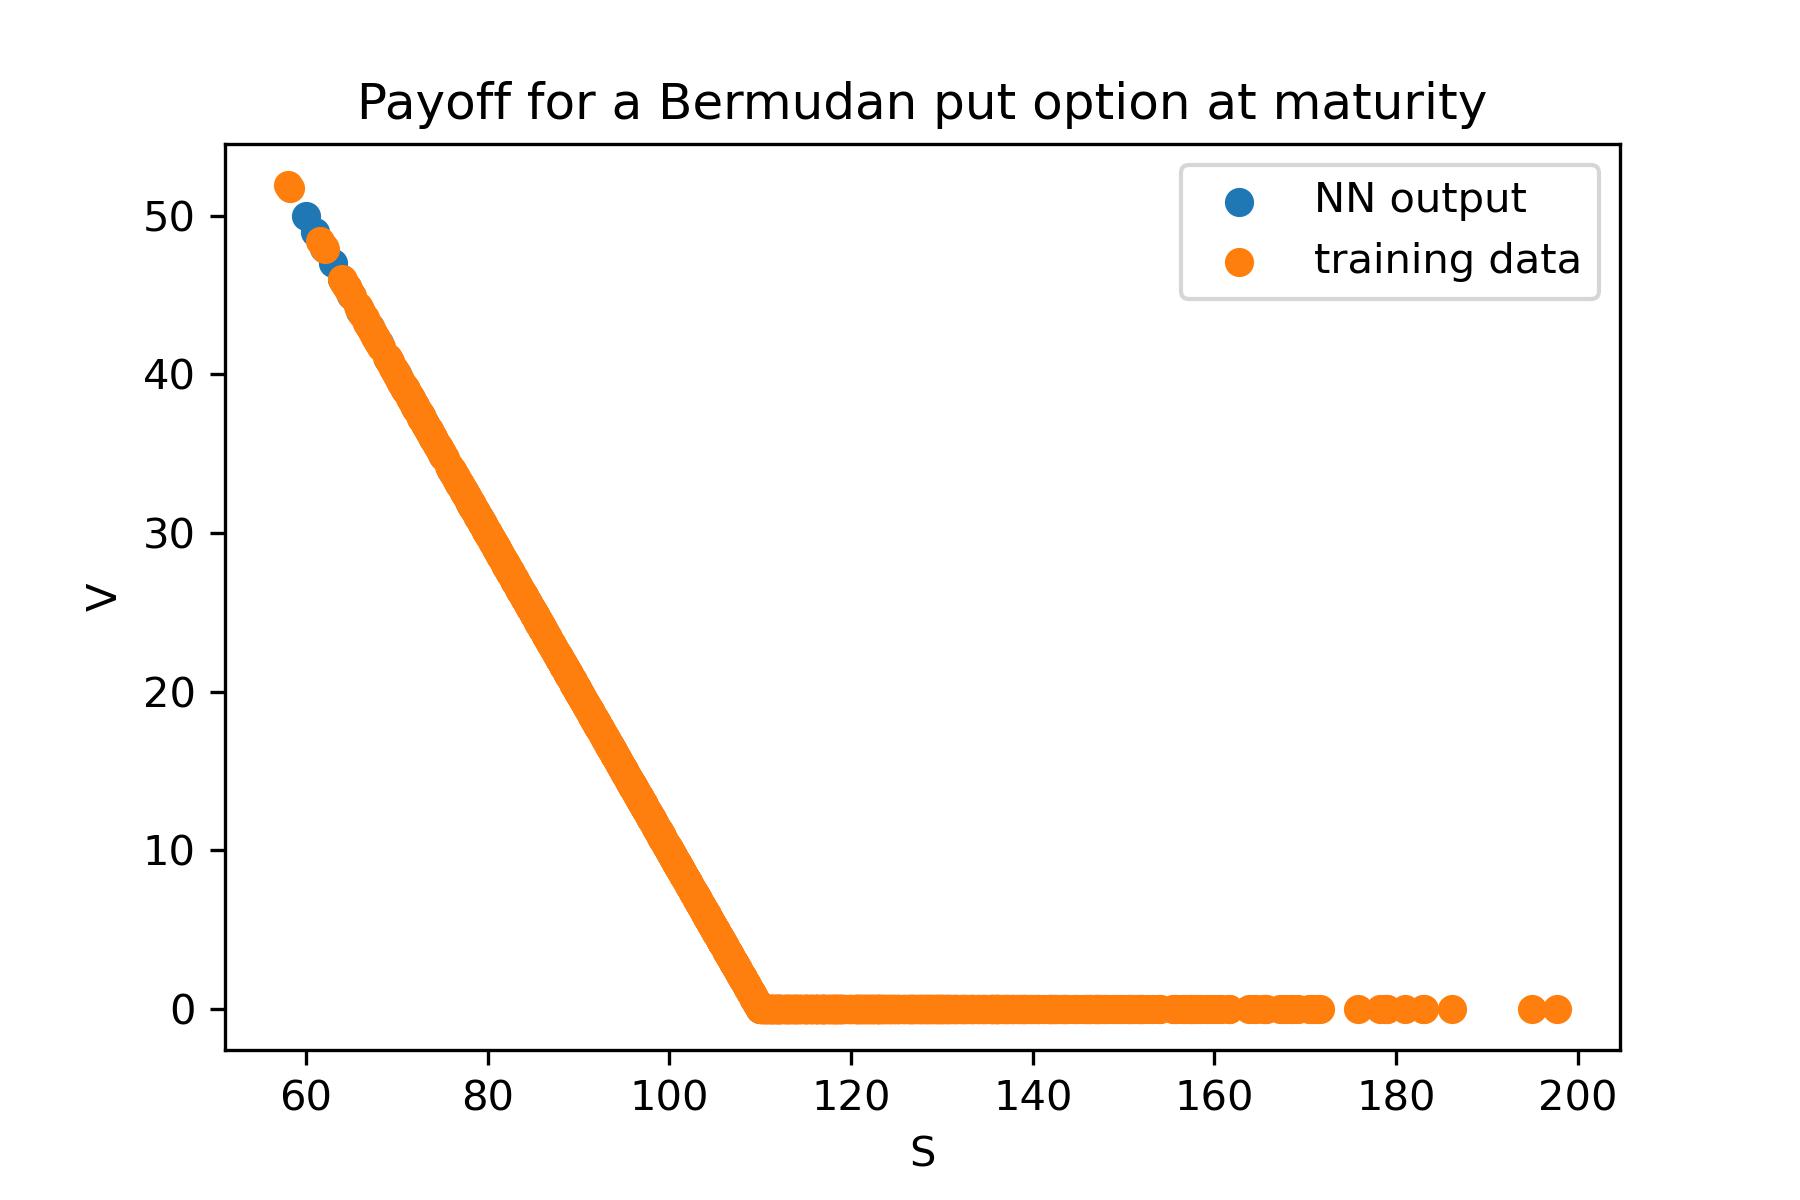 Payoff for a Bermudan put option at maturity
NN output
training data
50
40
30
20
10
0
V
60 80 100 120 140 160 180 200
S